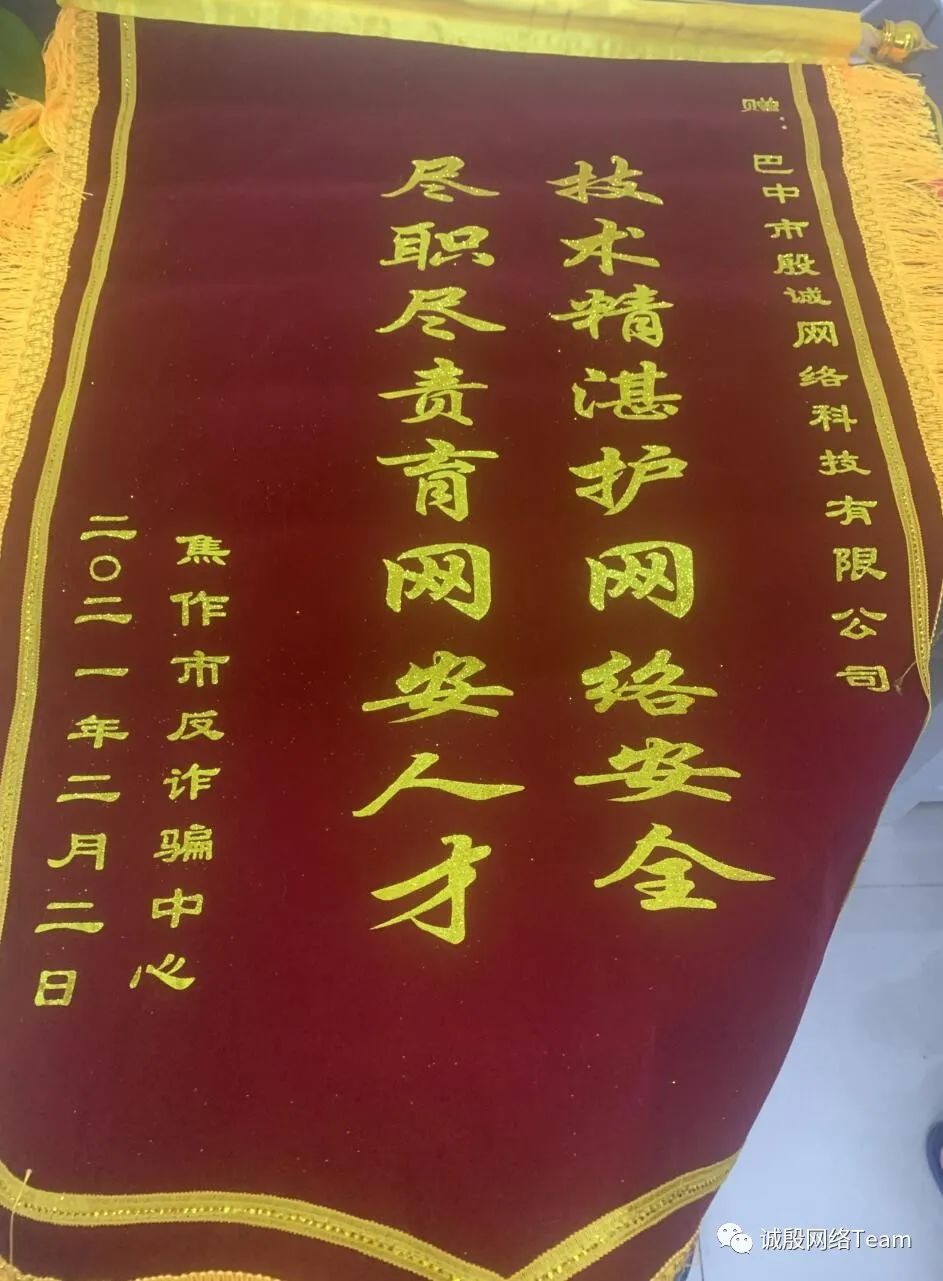 赠：巴中市殷诚网络科技有限公司
技术精湛护网络安全
尽职尽责育网安人才
焦作市反诈骗中心
二〇二一年二月二日
诚殷网络Team